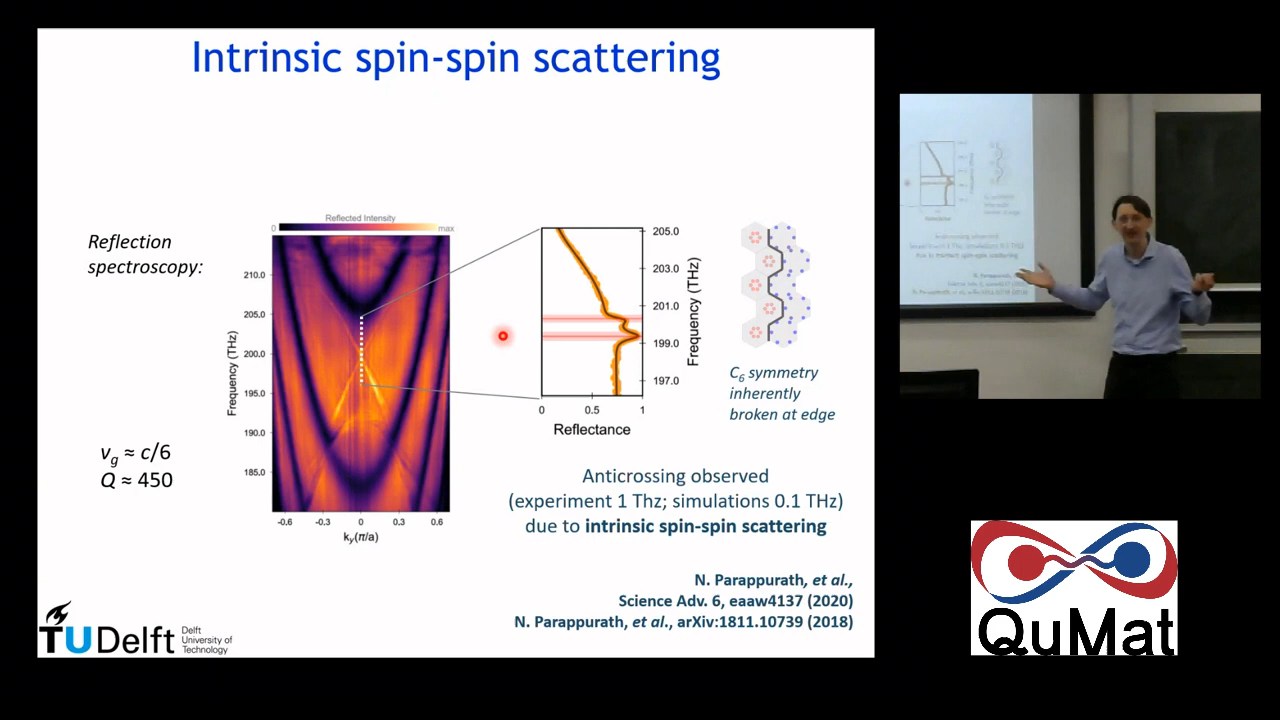 Intrinsic spin-spin scattering
Reflection
spectroscopy:
Reflected Intensity
0 max
210.0
205.0
200.0
195.0
190.0
185.0
Frequency (THz)
-0.6 -0.3 0 0.3 0.6
k_y(π/a)
v_g ≈ c/6
Q ≈ 450
205.0
203.0
201.0
199.0
197.0
Frequency (THz)
0 0.5 1
Reflectance
C₆ symmetry
inherently
broken at edge
Anticrossing observed
(experiment 1 Thz; simulations 0.1 THz)
due to intrinsic spin-spin scattering
N. Parappurath, et al.,
Science Adv. 6, eaaw4137 (2020)
N. Parappurath, et al., arXiv:1811.10739 (2018)
TUDelft
Delft
University of
Technology
QuMat